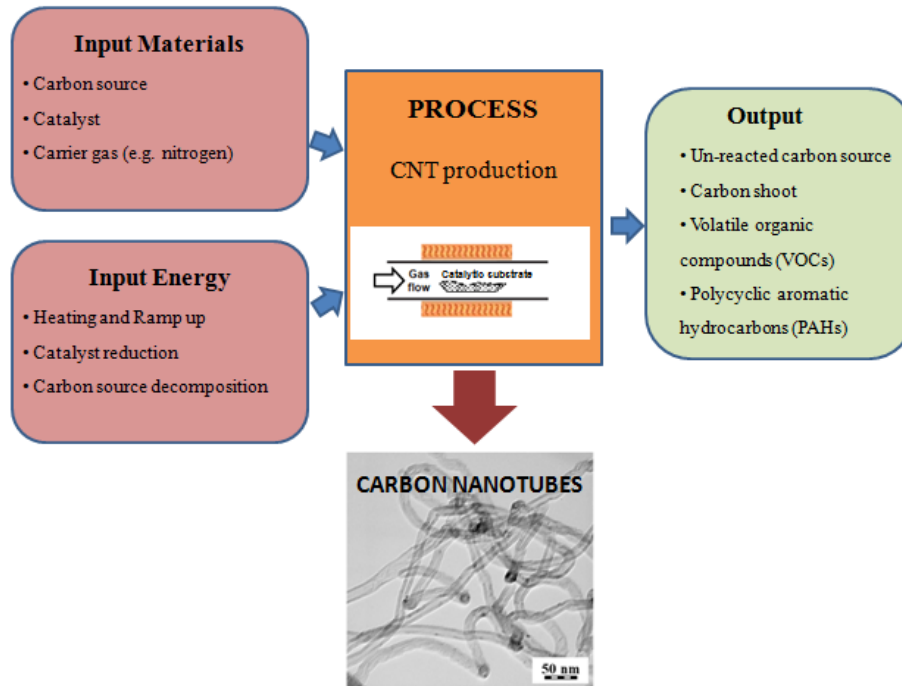 Input Materials
• Carbon source
• Catalyst
• Carrier gas (e.g. nitrogen)
Input Energy
• Heating and Ramp up
• Catalyst reduction
• Carbon source decomposition
PROCESS
CNT production
Gas
flow
Catalytic substrate
Output
• Un-reacted carbon source
• Carbon shoot
• Volatile organic
compounds (VOCs)
• Polycyclic aromatic
hydrocarbons (PAHs)
CARBON NANOTUBES
50 nm